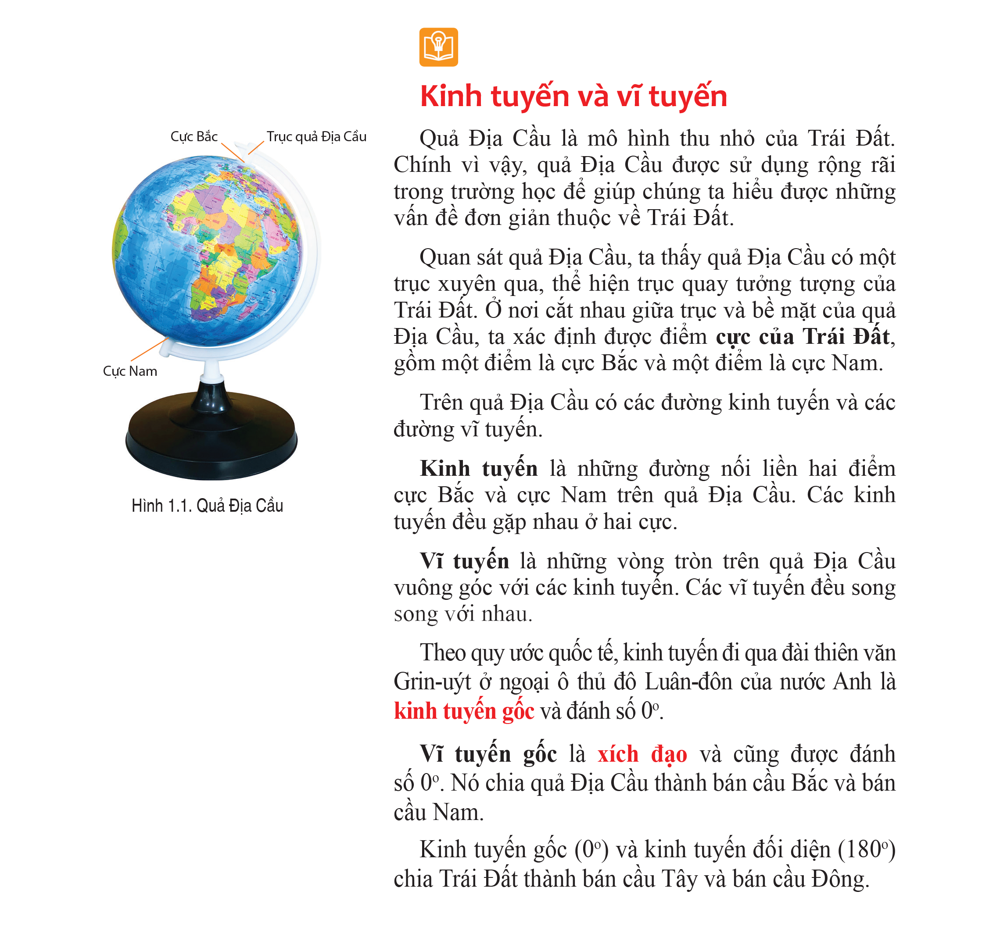 Kinh tuyến và vĩ tuyến
Cực Bắc
Trục quả Địa Cầu
Cực Nam
Hình 1.1. Quả Địa Cầu
Quả Địa Cầu là mô hình thu nhỏ của Trái Đất.
Chính vì vậy, quả Địa Cầu được sử dụng rộng rãi
trong trường học để giúp chúng ta hiểu được những
vấn đề đơn giản thuộc về Trái Đất.
Quan sát quả Địa Cầu, ta thấy quả Địa Cầu có một
trục xuyên qua, thể hiện trục quay tưởng tượng của
Trái Đất. Ở nơi cắt nhau giữa trục và bề mặt của quả
Địa Cầu, ta xác định được điểm cực của Trái Đất,
gồm một điểm là cực Bắc và một điểm là cực Nam.
Trên quả Địa Cầu có các đường kinh tuyến và các
đường vĩ tuyến.
Kinh tuyến là những đường nối liền hai điểm
cực Bắc và cực Nam trên quả Địa Cầu. Các kinh
tuyến đều gặp nhau ở hai cực.
Vĩ tuyến là những vòng tròn trên quả Địa Cầu
vuông góc với các kinh tuyến. Các vĩ tuyến đều song
song với nhau.
Theo quy ước quốc tế, kinh tuyến đi qua đài thiên văn
Grin-uýt ở ngoại ô thủ đô Luân-đôn của nước Anh là
kinh tuyến gốc và đánh số 0º.
Vĩ tuyến gốc là xích đạo và cũng được đánh
số 0º. Nó chia quả Địa Cầu thành bán cầu Bắc và bán
cầu Nam.
Kinh tuyến gốc (0º) và kinh tuyến đối diện (180º)
chia Trái Đất thành bán cầu Tây và bán cầu Đông.